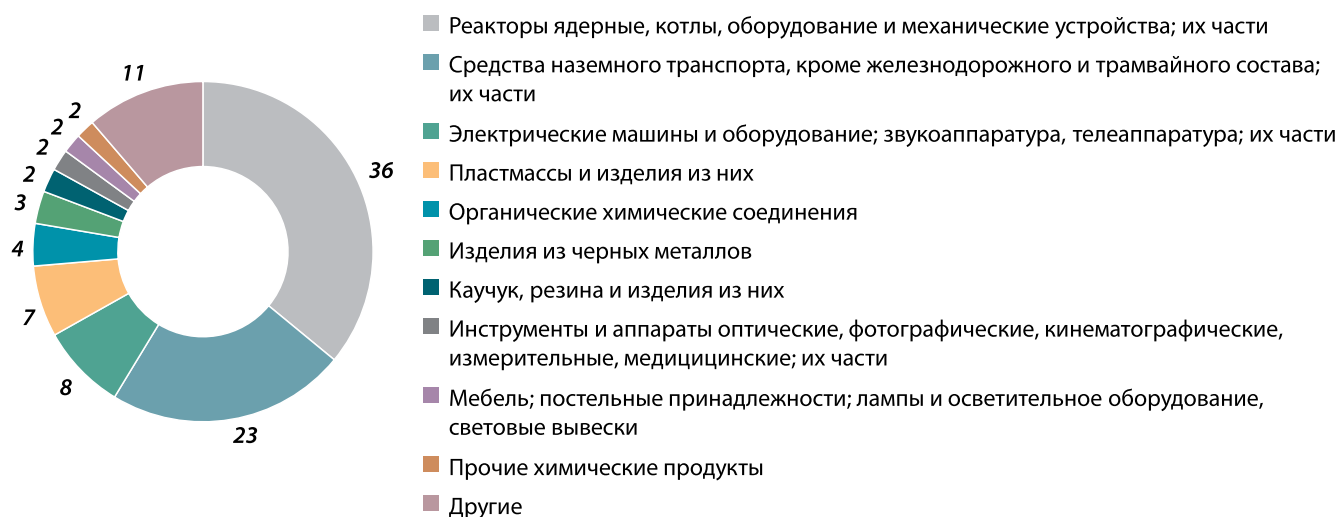 Реакторы ядерные, котлы, оборудование и механические устройства; их части
Средства наземного транспорта, кроме железнодорожного и трамвайного состава;
их части
Электрические машины и оборудование; звукоаппаратура, телеаппаратура; их части
Пластмассы и изделия из них
Органические химические соединения
Изделия из черных металлов
Каучук, резина и изделия из них
Инструменты и аппараты оптические, фотографические, кинематографические,
измерительные, медицицинские; их части
Мебель; постельные принадлежности; лампы и осветительное оборудование,
световые вывески
Прочие химические продукты
Другие
36
23
8
7
4
3
2
2
2
2
11